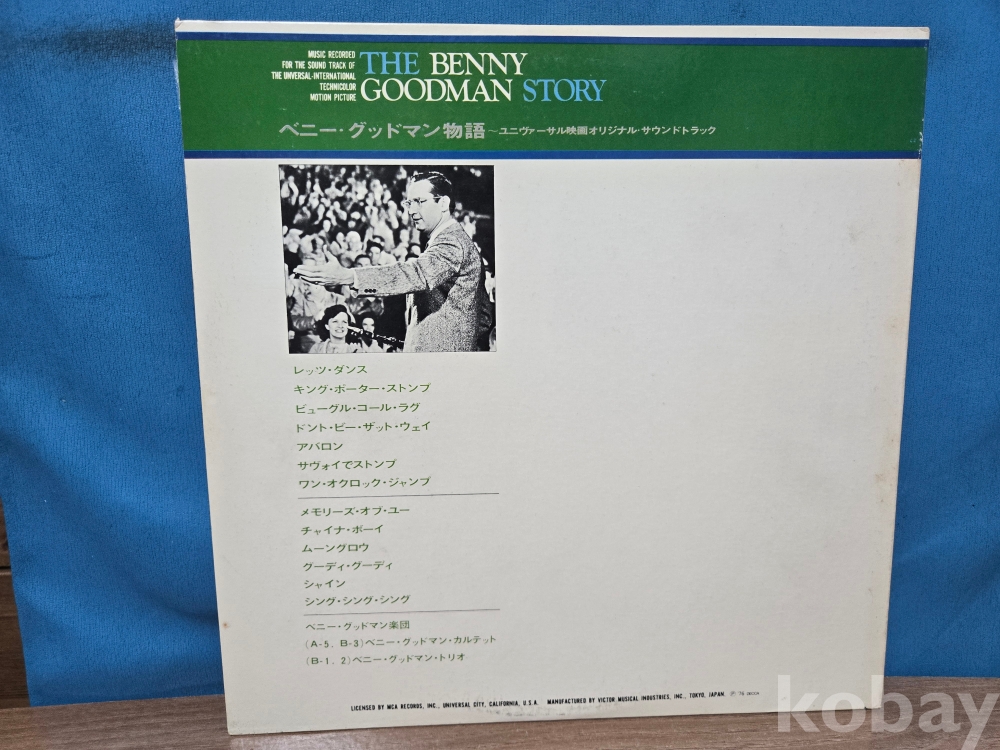 MUSIC RECORDED
FOR THE SOUND TRACK OF
THE UNIVERSAL-INTERNATIONAL
TECHNICOLOR
MOTION PICTURE
THE BENNY
GOODMAN STORY
ベニー・グッドマン物語～ユニヴァーサル映画オリジナル・サウンドトラック
レッツ・ダンス
キング・ポーター・ストンプ
ビューグル・コール・ラグ
ドント・ビー・ザット・ウェイ
アバロン
サヴォイでストンプ
ワン・オクロック・ジャンプ
メモリーズ・オブ・ユー
チャイナ・ボーイ
ムーングロウ
グーディ・グーディ
シャイン
シング・シング・シング
ベニー・グッドマン楽団
(A-5, B-3)ベニー・グッドマン・カルテット
(B-1, 2)ベニー・グッドマン・トリオ
LICENSED BY MCA RECORDS, INC., UNIVERSAL CITY, CALIFORNIA, U.S.A. MANUFACTURED BY VICTOR MUSICAL INDUSTRIES, INC., TOKYO, JAPAN. Ⓟ '76
kobay